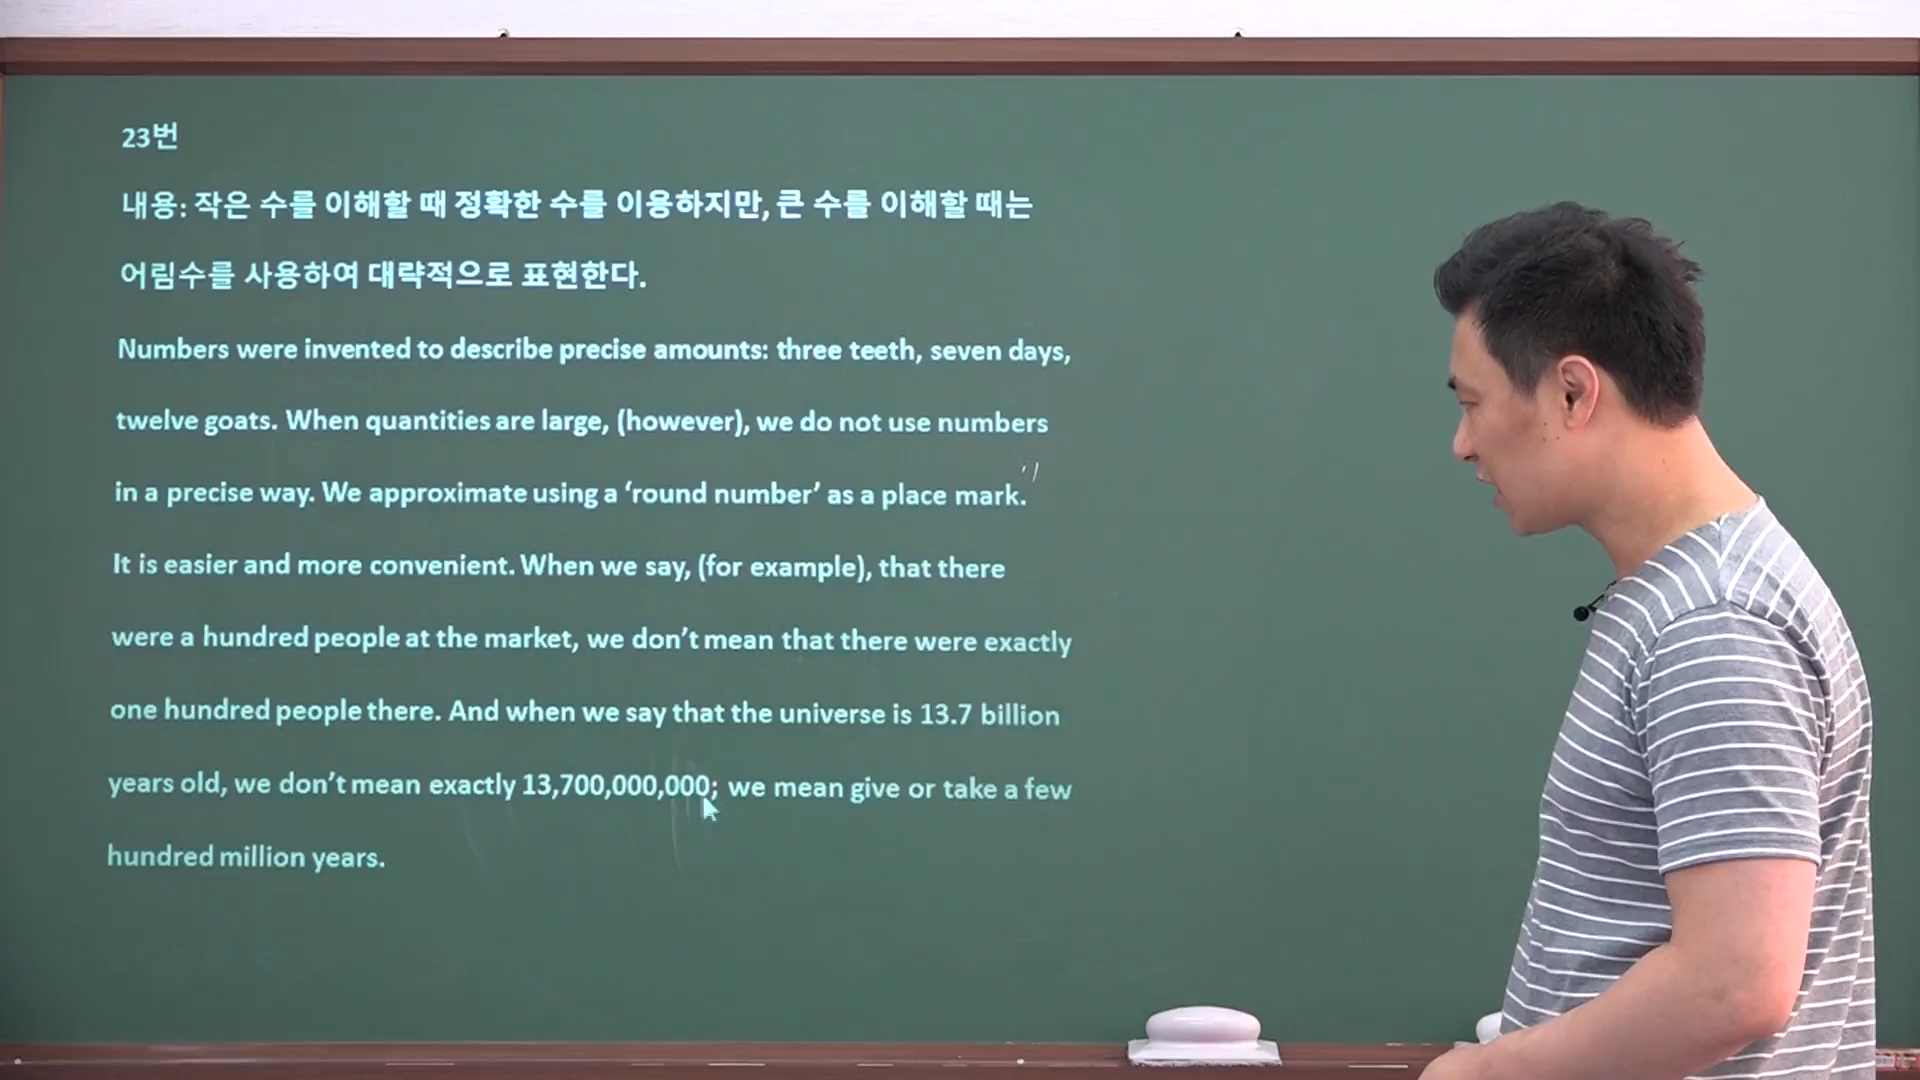 23번
내용: 작은 수를 이해할 때 정확한 수를 이용하지만, 큰 수를 이해할 때는
어림수를 사용하여 대략적으로 표현한다.
Numbers were invented to describe precise amounts: three teeth, seven days,
twelve goats. When quantities are large, (however), we do not use numbers
in a precise way. We approximate using a ‘round number’ as a place mark.
It is easier and more convenient. When we say, (for example), that there
were a hundred people at the market, we don’t mean that there were exactly
one hundred people there. And when we say that the universe is 13.7 billion
years old, we don’t mean exactly 13,700,000,000; we mean give or take a few
hundred million years.